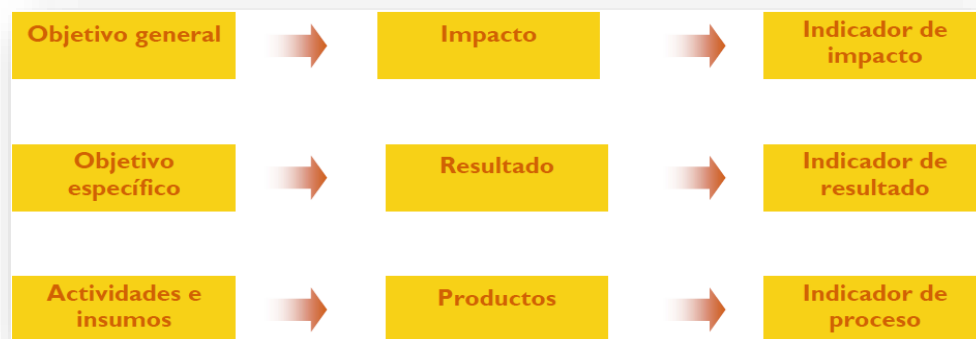 Objetivo general
Impacto
Indicador de
impacto
Objetivo
específico
Resultado
Indicador de
resultado
Actividades e
insumos
Productos
Indicador de
proceso